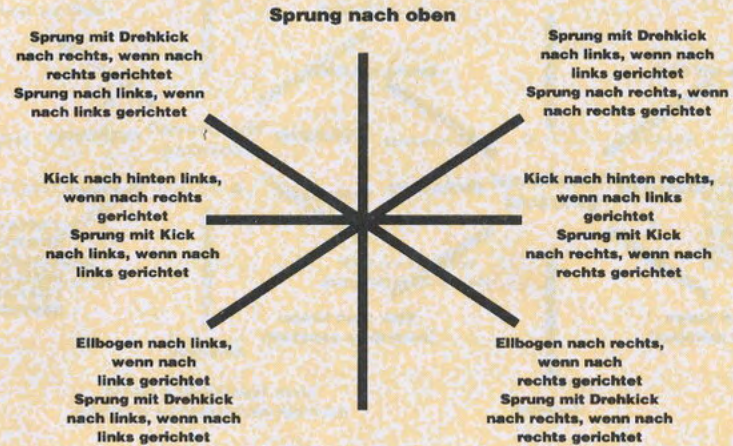 Sprung nach oben
Sprung mit Drehkick
nach rechts, wenn nach
rechts gerichtet
Sprung nach links, wenn
nach links gerichtet
Sprung mit Drehkick
nach links, wenn nach
links gerichtet
Sprung nach rechts, wenn
nach rechts gerichtet
Kick nach hinten links,
wenn nach rechts
gerichtet
Sprung mit Kick
nach links, wenn nach
links gerichtet
Kick nach hinten rechts,
wenn nach links
gerichtet
Sprung mit Kick
nach rechts, wenn nach
rechts gerichtet
Ellbogen nach links,
wenn nach
links gerichtet
Sprung mit Drehkick
nach links, wenn nach
links gerichtet
Ellbogen nach rechts,
wenn nach
rechts gerichtet
Sprung mit Drehkick
nach rechts, wenn nach
rechts gerichtet